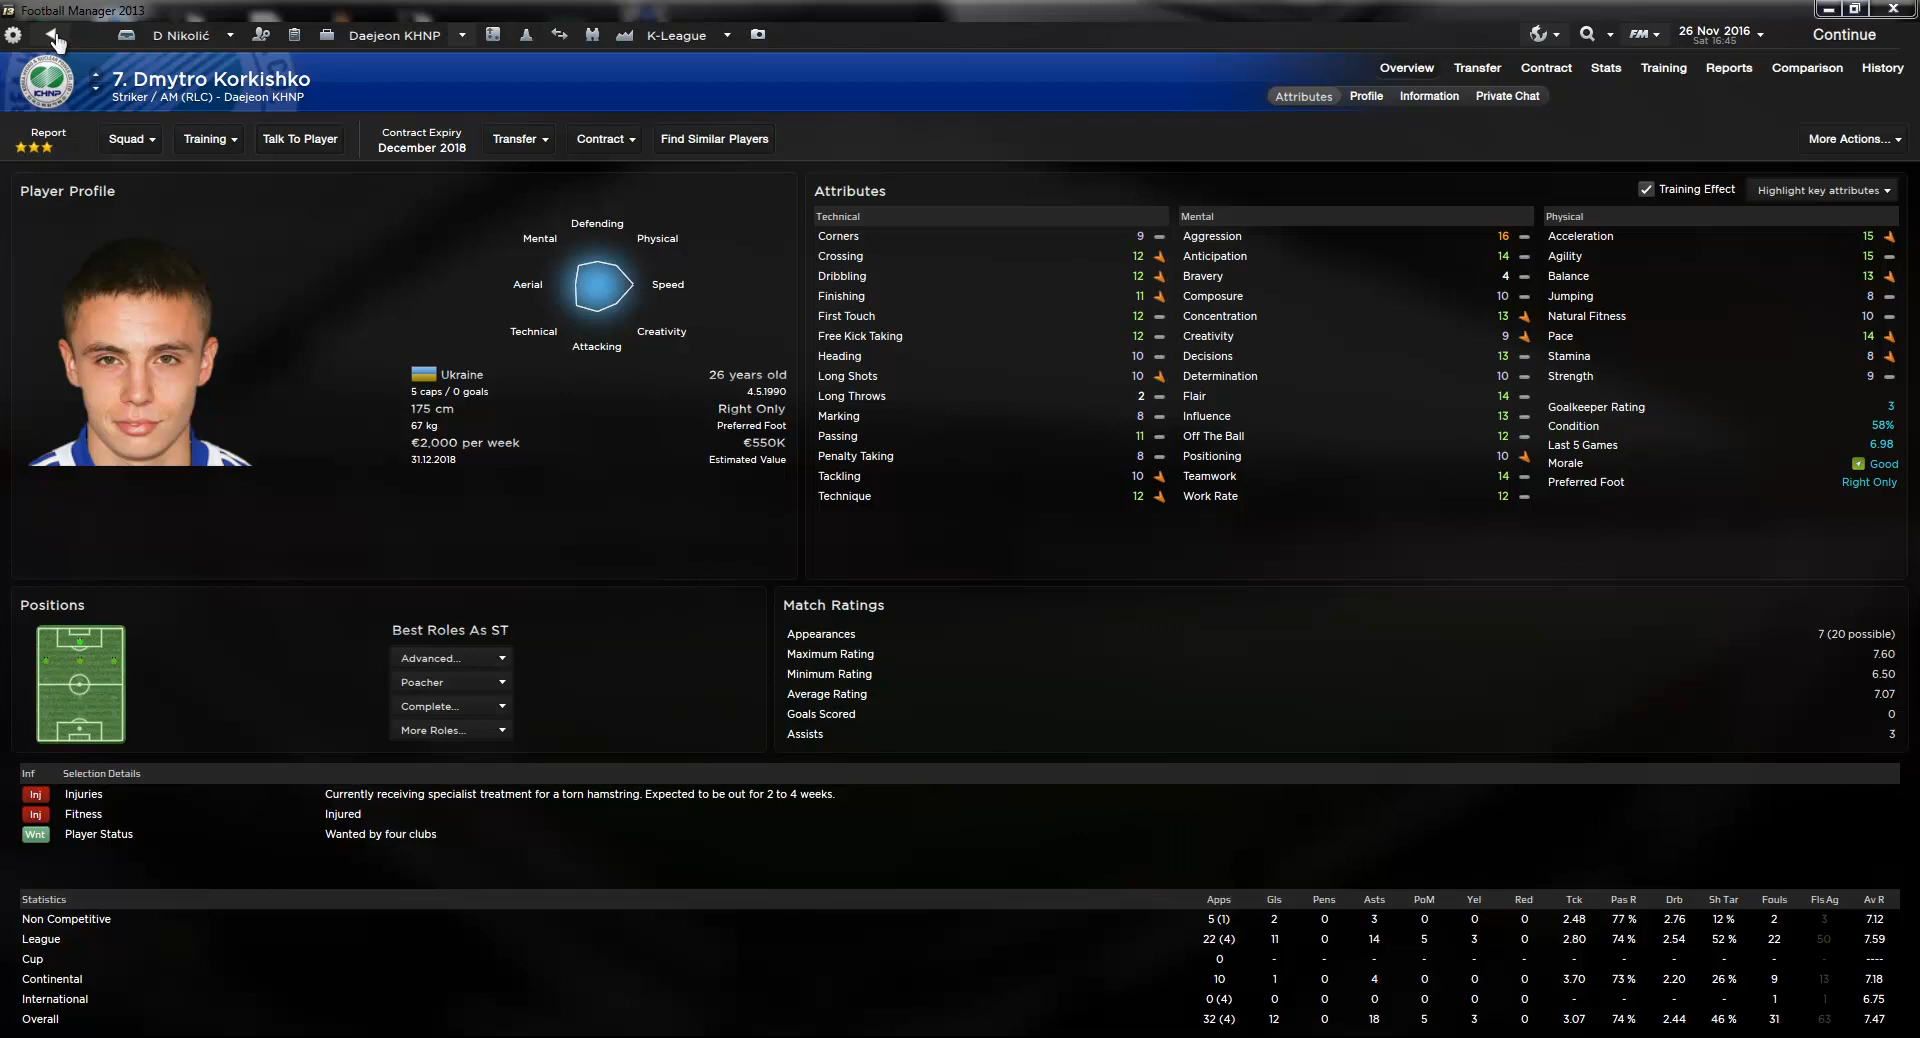 Football Manager 2013
D Nikolić Daejeon KHNP K-League FM 26 Nov 2016 Continue
Sat 16:45
7. Dmytro Korkishko
Striker / AM (RLC) - Daejeon KHNP
KHNP
Overview Transfer Contract Stats Training Reports Comparison History
Attributes Profile Information Private Chat
Report
Squad Training Talk To Player
Contract Expiry
December 2018
Transfer Contract Find Similar Players More Actions...
Player Profile
Defending
Mental Physical
Aerial Speed
Technical Creativity
Attacking
Ukraine 26 years old
5 caps / 0 goals 4.5.1990
175 cm Right Only
67 kg Preferred Foot
€2,000 per week €550K
31.12.2018 Estimated Value
Attributes Training Effect Highlight key attributes
Technical Mental Physical
Corners 9 Aggression 16 Acceleration 15
Crossing 12 Anticipation 14 Agility 15
Dribbling 12 Bravery 4 Balance 13
Finishing 11 Composure 10 Jumping 8
First Touch 12 Concentration 13 Natural Fitness 10
Free Kick Taking 12 Creativity 9 Pace 14
Heading 10 Decisions 13 Stamina 8
Long Shots 10 Determination 10 Strength 9
Long Throws 2 Flair 14
Marking 8 Influence 13
Passing 11 Off The Ball 12
Penalty Taking 8 Positioning 10
Tackling 10 Teamwork 14
Technique 12 Work Rate 12
Goalkeeper Rating 3
Condition 58%
Last 5 Games 6.98
Morale Good
Preferred Foot Right Only
Positions
Best Roles As ST
Advanced...
Poacher
Complete...
More Roles...
Match Ratings
Appearances 7 (20 possible)
Maximum Rating 7.60
Minimum Rating 6.50
Average Rating 7.07
Goals Scored 0
Assists 3
Inf Selection Details
Inj Injuries Currently receiving specialist treatment for a torn hamstring. Expected to be out for 2 to 4 weeks.
Inj Fitness Injured
Wnt Player Status Wanted by four clubs
Statistics Apps Gls Pens Asts PoM Yel Red Tck Pas R Drb Sh Tar Fouls Fls Ag Av R
Non Competitive 5 (1) 2 0 3 0 0 0 2.48 77 % 2.76 12 % 2 3 7.12
League 22 (4) 11 0 14 5 3 0 2.80 74 % 2.54 52 % 22 50 7.59
Cup 0 - - - - - - - - - - - - ----
Continental 10 1 0 4 0 0 0 3.70 73 % 2.20 26 % 9 13 7.18
International 0 (4) 0 0 0 0 0 0 - - - - 1 1 6.75
Overall 32 (4) 12 0 18 5 3 0 3.07 74 % 2.44 46 % 31 63 7.47